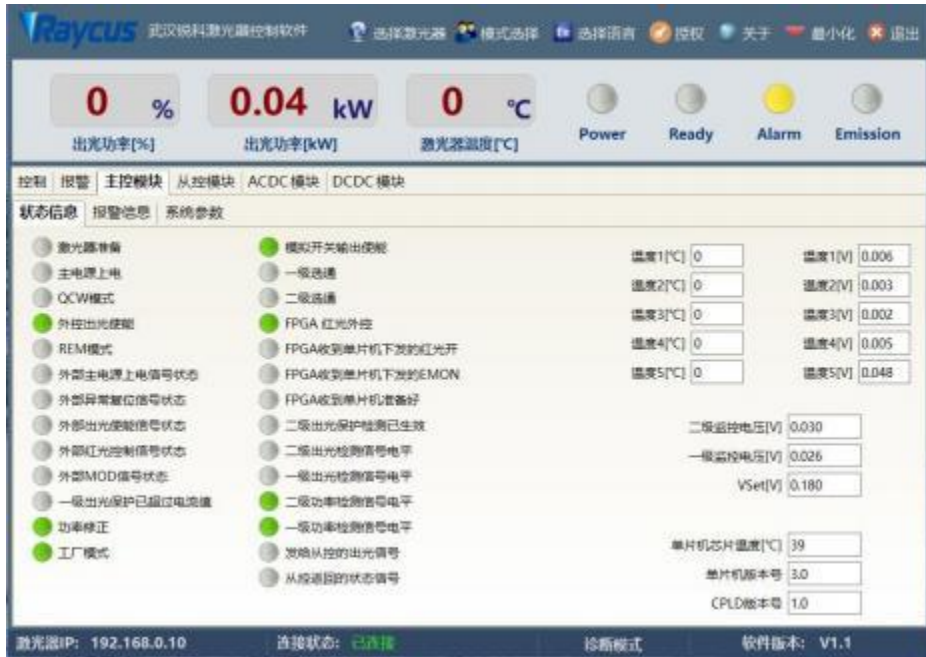 Raycus 武汉锐科激光器控制软件 选择激光器 模式选择 选择语言 授权 关于 最小化 退出
0 % 0.04 kW 0 ℃
出光功率[%] 出光功率[kW] 激光器温度[℃] Power Ready Alarm Emission
控制 报警 主控模块 从控模块 ACDC模块 DCDC模块
状态信息 报警信息 系统参数
激光器准备
主电源上电
QCW模式
外控出光使能
REM模式
外部主电源上电信号状态
外部异常复位信号状态
外部出光使能信号状态
外部红光控制信号状态
外部MOD信号状态
一级出光保护已超过电流值
功率修正
工厂模式
模拟开关输出使能
一级选通
二级选通
FPGA 红光外控
FPGA收到单片机下发的红光开
FPGA收到单片机下发的EMON
FPGA收到单片机准备好
二级出光保护检测已生效
二级出光检测信号电平
一级出光检测信号电平
二级功率检测信号电平
一级功率检测信号电平
发给从控的出光信号
从控返回的状态信号
温度1[℃] 0 温度1[V] 0.006
温度2[℃] 0 温度2[V] 0.003
温度3[℃] 0 温度3[V] 0.002
温度4[℃] 0 温度4[V] 0.005
温度5[℃] 0 温度5[V] 0.048
二级监控电压[V] 0.030
一级监控电压[V] 0.026
VSet[V] 0.180
单片机芯片温度[℃] 39
单片机版本号 3.0
CPLD版本号 1.0
激光器IP: 192.168.0.10 连接状态: 已连接 诊断模式 软件版本: V1.1